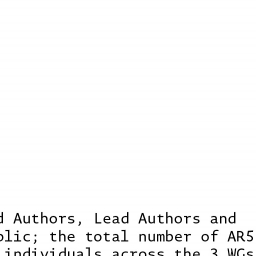 d Authors, Lead Authors and
blic; the total number of AR5
individuals across the 3 WGs